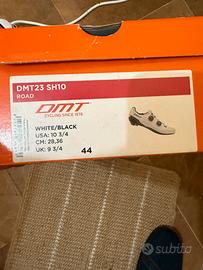 DMT23 SH10
ROAD
DMT
CYCLING SINCE 1978
WHITE/BLACK
USA: 10 3/4
CM: 28,36
UK: 9 3/4
44
subito